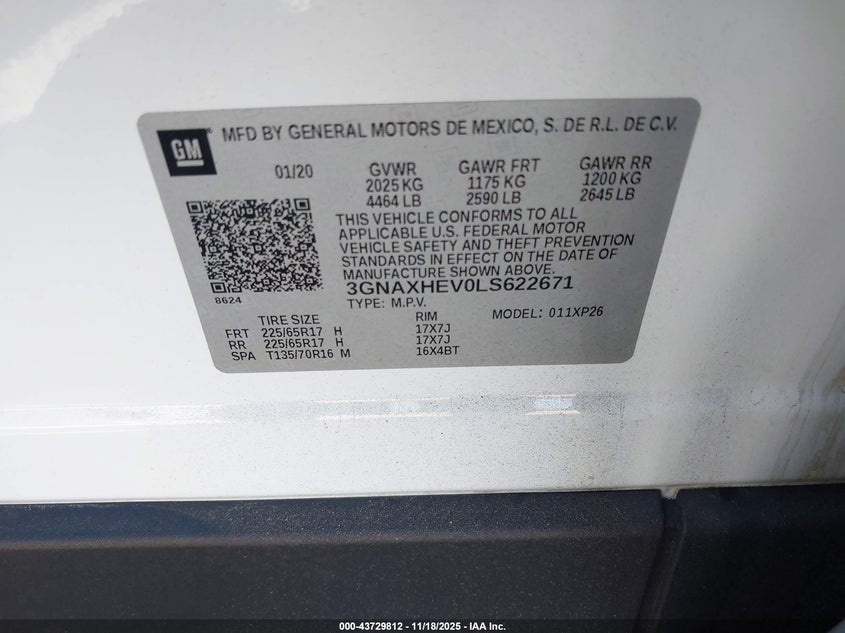 GM
MFD BY GENERAL MOTORS DE MEXICO, S. DE R.L. DE C.V.
01/20 GVWR GAWR FRT GAWR RR
2025 KG 1175 KG 1200 KG
4464 LB 2590 LB 2645 LB
THIS VEHICLE CONFORMS TO ALL
APPLICABLE U.S. FEDERAL MOTOR
VEHICLE SAFETY AND THEFT PREVENTION
STANDARDS IN EFFECT ON THE DATE OF
MANUFACTURE SHOWN ABOVE.
8624
3GNAXHEV0LS622671
TYPE: M.P.V.
TIRE SIZE RIM MODEL: 011XP26
FRT 225/65R17 H 17X7J
RR 225/65R17 H 17X7J
SPA T135/70R16 M 16X4BT
000-43729812 - 11/18/2025 - IAA Inc.